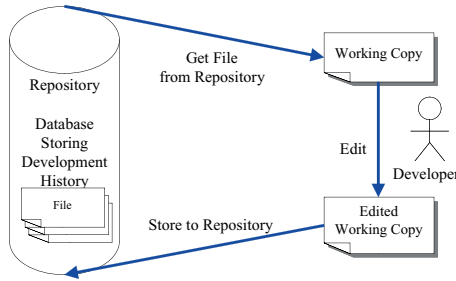 Repository
Database
Storing
Development
History
File
Get File
from Repository
Working Copy
Edit
Developer
Edited
Working Copy
Store to Repository